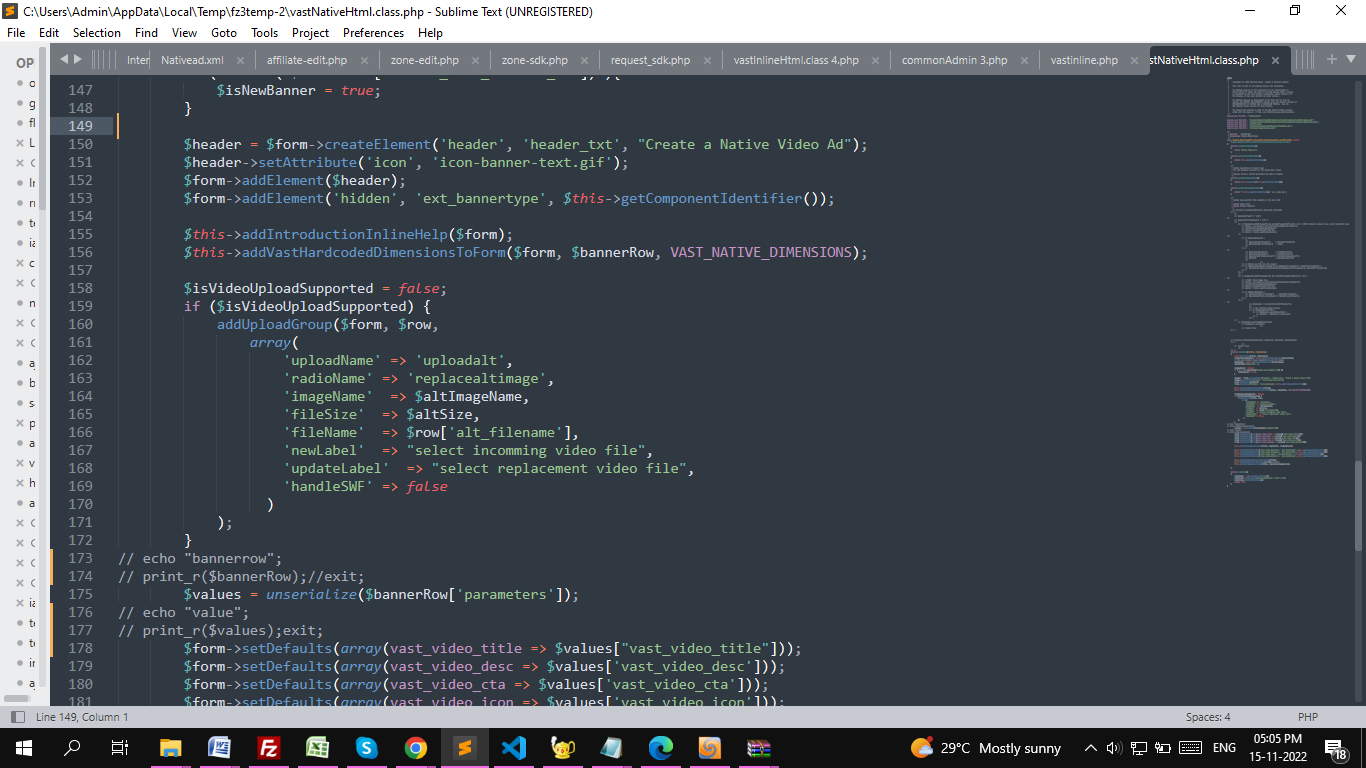 C:\Users\Admin\AppData\Local\Temp\fz3temp-2\vastNativeHtml.class.php - Sublime Text (UNREGISTERED)
File Edit Selection Find View Goto Tools Project Preferences Help
Nativead.xml affiliate-edit.php zone-edit.php zone-sdk.php request_sdk.php vastInlineHtml.class 4.php commonAdmin 3.php vastinline.php stNativeHtml.class.php
147 $isNewBanner = true;
148 }
149
150 $header = $form->createElement('header', 'header_txt', "Create a Native Video Ad");
151 $header->setAttribute('icon', 'icon-banner-text.gif');
152 $form->addElement($header);
153 $form->addElement('hidden', 'ext_bannertype', $this->getComponentIdentifier());
154
155 $this->addIntroductionInlineHelp($form);
156 $this->addVastHardcodedDimensionsToForm($form, $bannerRow, VAST_NATIVE_DIMENSIONS);
157
158 $isVideoUploadSupported = false;
159 if ($isVideoUploadSupported) {
160 addUploadGroup($form, $row,
161 array(
162 'uploadName' => 'uploadalt',
163 'radioName' => 'replacealtimage',
164 'imageName'  => $altImageName,
165 'fileSize'  => $altSize,
166 'fileName'  => $row['alt_filename'],
167 'newLabel'  => "select incomming video file",
168 'updateLabel'  => "select replacement video file",
169 'handleSWF' => false
170 )
171 );
172 }
173 // echo "bannerrow";
174 // print_r($bannerRow);//exit;
175 $values = unserialize($bannerRow['parameters']);
176 // echo "value";
177 // print_r($values);exit;
178 $form->setDefaults(array(vast_video_title => $values["vast_video_title"]));
179 $form->setDefaults(array(vast_video_desc => $values['vast_video_desc']));
180 $form->setDefaults(array(vast_video_cta => $values['vast_video_cta']));
181 $form->setDefaults(array(vast_video_icon => $values['vast_video_icon']));
Line 149, Column 1 Spaces: 4 PHP
29°C Mostly sunny ENG 05:05 PM
15-11-2022 18